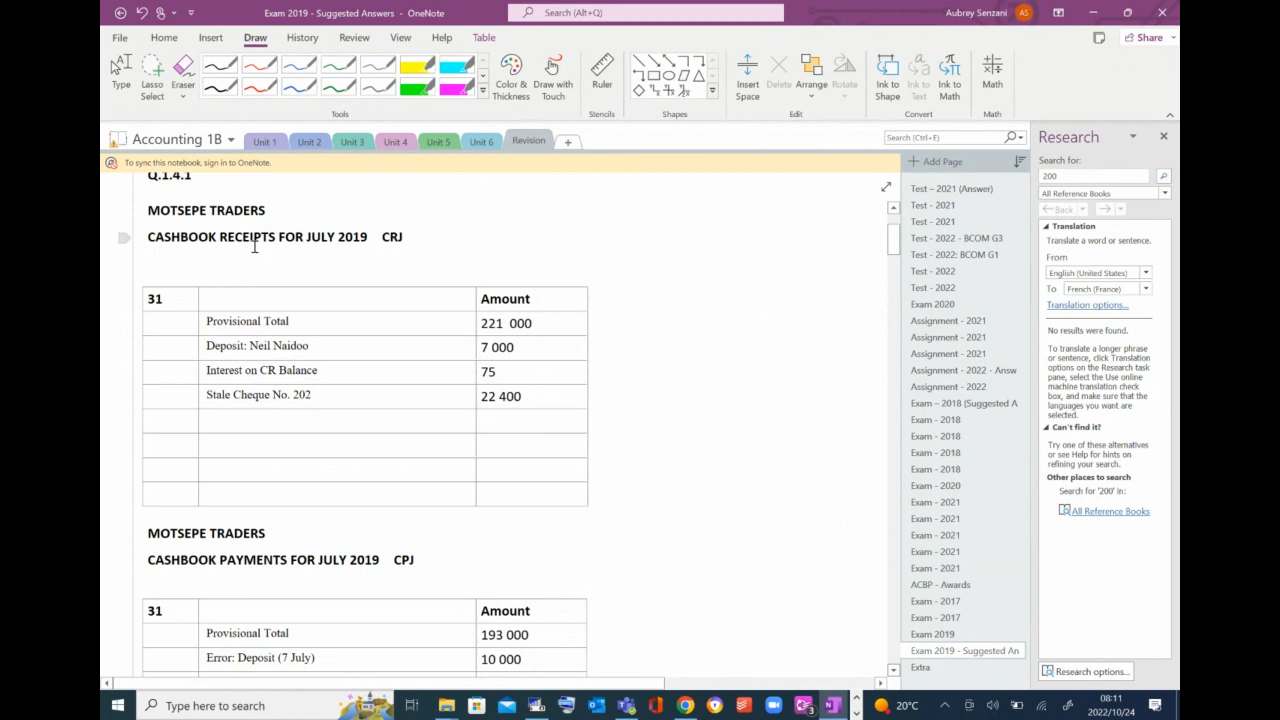 Exam 2019 - Suggested Answers - OneNote
Search (Alt+Q)
Aubrey Senzani
AS
File Home Insert Draw History Review View Help Table
Share
Type
Lasso Select
Eraser
Color & Thickness
Draw with Touch
Ruler
Insert Space
Delete
Arrange
Rotate
Ink to Shape
Ink to Text
Ink to Math
Math
Tools
Stencils
Shapes
Edit
Convert
Math
Accounting 1B
Unit 1
Unit 2
Unit 3
Unit 4
Unit 5
Unit 6
Revision
Search (Ctrl+E)
To sync this notebook, sign in to OneNote.
Q.1.4.1
MOTSEPE TRADERS
CASHBOOK RECEIPTS FOR JULY 2019 CRJ
31 Amount
Provisional Total 221 000
Deposit: Neil Naidoo 7 000
Interest on CR Balance 75
Stale Cheque No. 202 22 400
MOTSEPE TRADERS
CASHBOOK PAYMENTS FOR JULY 2019 CPJ
31 Amount
Provisional Total 193 000
Error: Deposit (7 July) 10 000
Add Page
Test – 2021 (Answer)
Test - 2021
Test - 2021
Test - 2022 - BCOM G3
Test - 2022: BCOM G1
Test - 2022
Test - 2022
Exam 2020
Assignment - 2021
Assignment - 2021
Assignment - 2021
Assignment - 2022 - Answ
Assignment - 2022
Exam – 2018 (Suggested A
Exam - 2018
Exam - 2018
Exam - 2018
Exam - 2018
Exam - 2020
Exam - 2021
Exam - 2021
Exam - 2021
Exam - 2021
Exam - 2021
ACBP - Awards
Exam - 2017
Exam - 2017
Exam 2019
Exam 2019 - Suggested An
Extra
Research
Search for:
200
All Reference Books
Back
Translation
Translate a word or sentence.
From
English (United States)
To French (France)
Translation options...
No results were found.
To translate a longer phrase
or sentence, click Translation
options on the Research task
pane, select the Use online
machine translation check
box, and make sure that the
languages you want are
selected.
Can't find it?
Try one of these alternatives
or see Help for hints on
refining your search.
Other places to search
Search for '200' in:
All Reference Books
Research options...
Type here to search
20°C
08:11
2022/10/24